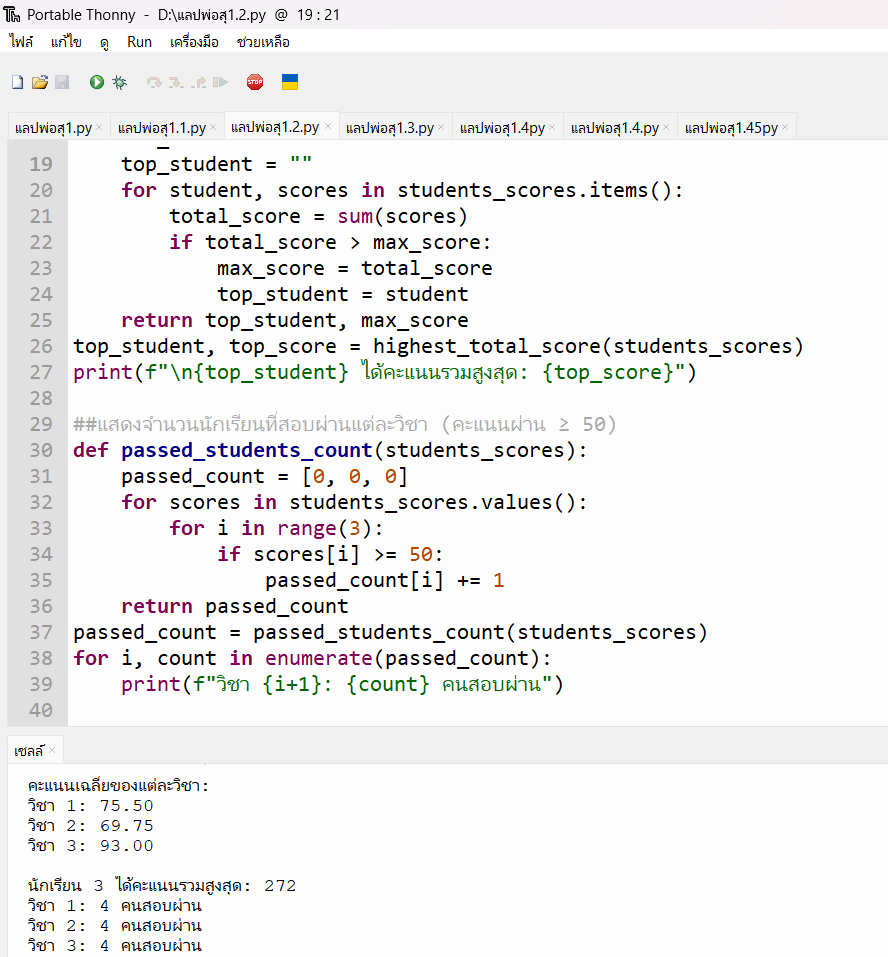 Portable Thonny - D:\แลปพ่อสุ1.2.py @ 19 : 21
ไฟล์ แก้ไข ดู Run เครื่องมือ ช่วยเหลือ
STOP
แลปพ่อสุ1.py × แลปพ่อสุ1.1.py × แลปพ่อสุ1.2.py × แลปพ่อสุ1.3.py × แลปพ่อสุ1.4py × แลปพ่อสุ1.4.py × แลปพ่อสุ1.45py ×
19     top_student = ""
20     for student, scores in students_scores.items():
21         total_score = sum(scores)
22         if total_score > max_score:
23             max_score = total_score
24             top_student = student
25     return top_student, max_score
26 top_student, top_score = highest_total_score(students_scores)
27 print(f"\n{top_student} ได้คะแนนรวมสูงสุด: {top_score}")
28
29 ##แสดงจำนวนนักเรียนที่สอบผ่านแต่ละวิชา (คะแนนผ่าน ≥ 50)
30 def passed_students_count(students_scores):
31     passed_count = [0, 0, 0]
32     for scores in students_scores.values():
33         for i in range(3):
34             if scores[i] >= 50:
35                 passed_count[i] += 1
36     return passed_count
37 passed_count = passed_students_count(students_scores)
38 for i, count in enumerate(passed_count):
39     print(f"วิชา {i+1}: {count} คนสอบผ่าน")
40
เชลล์ ×
คะแนนเฉลี่ยของแต่ละวิชา:
วิชา 1: 75.50
วิชา 2: 69.75
วิชา 3: 93.00
นักเรียน 3 ได้คะแนนรวมสูงสุด: 272
วิชา 1: 4 คนสอบผ่าน
วิชา 2: 4 คนสอบผ่าน
วิชา 3: 4 คนสอบผ่าน